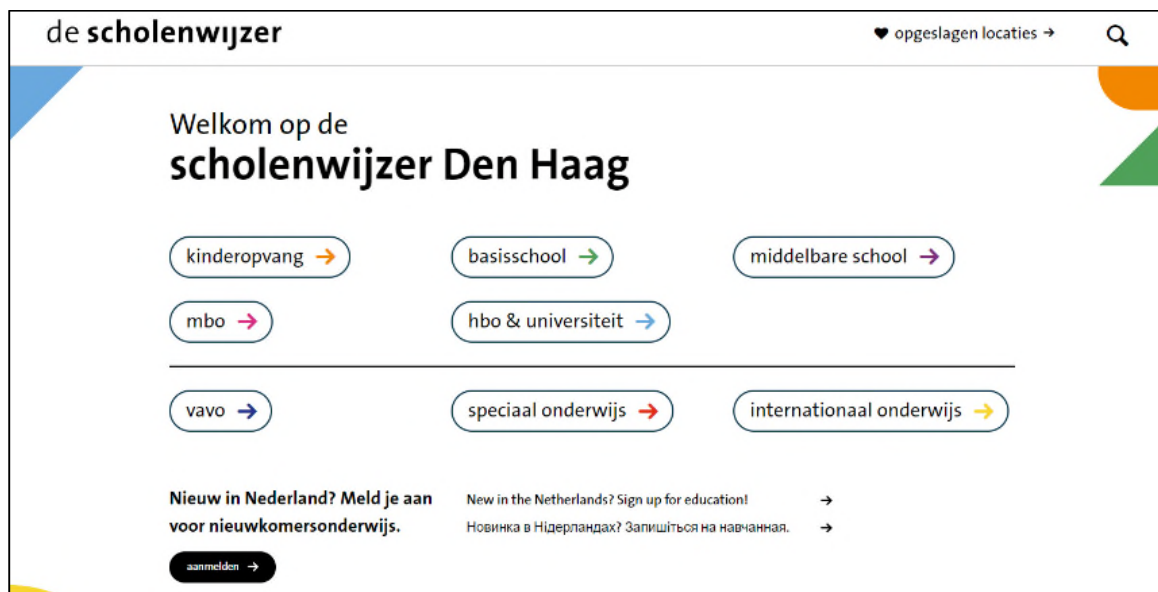 de scholenwijzer
♥ opgeslagen locaties →
Welkom op de
scholenwijzer Den Haag
kinderopvang →
basisschool →
middelbare school →
mbo →
hbo & universiteit →
vavo →
speciaal onderwijs →
internationaal onderwijs →
Nieuw in Nederland? Meld je aan
voor nieuwkomersonderwijs.
aanmelden →
New in the Netherlands? Sign up for education! →
Новинка в Нідерландах? Запишіться на навчанная. →